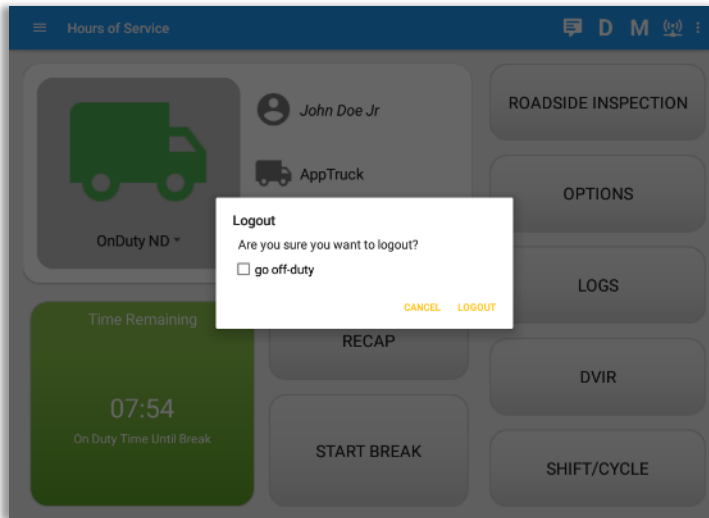 Hours of Service
D M
John Doe Jr
AppTruck
OnDuty ND
ROADSIDE INSPECTION
OPTIONS
LOGS
DVIR
SHIFT/CYCLE
Logout
Are you sure you want to logout?
go off-duty
CANCEL LOGOUT
Time Remaining
07:54
On Duty Time Until Break
RECAP
START BREAK